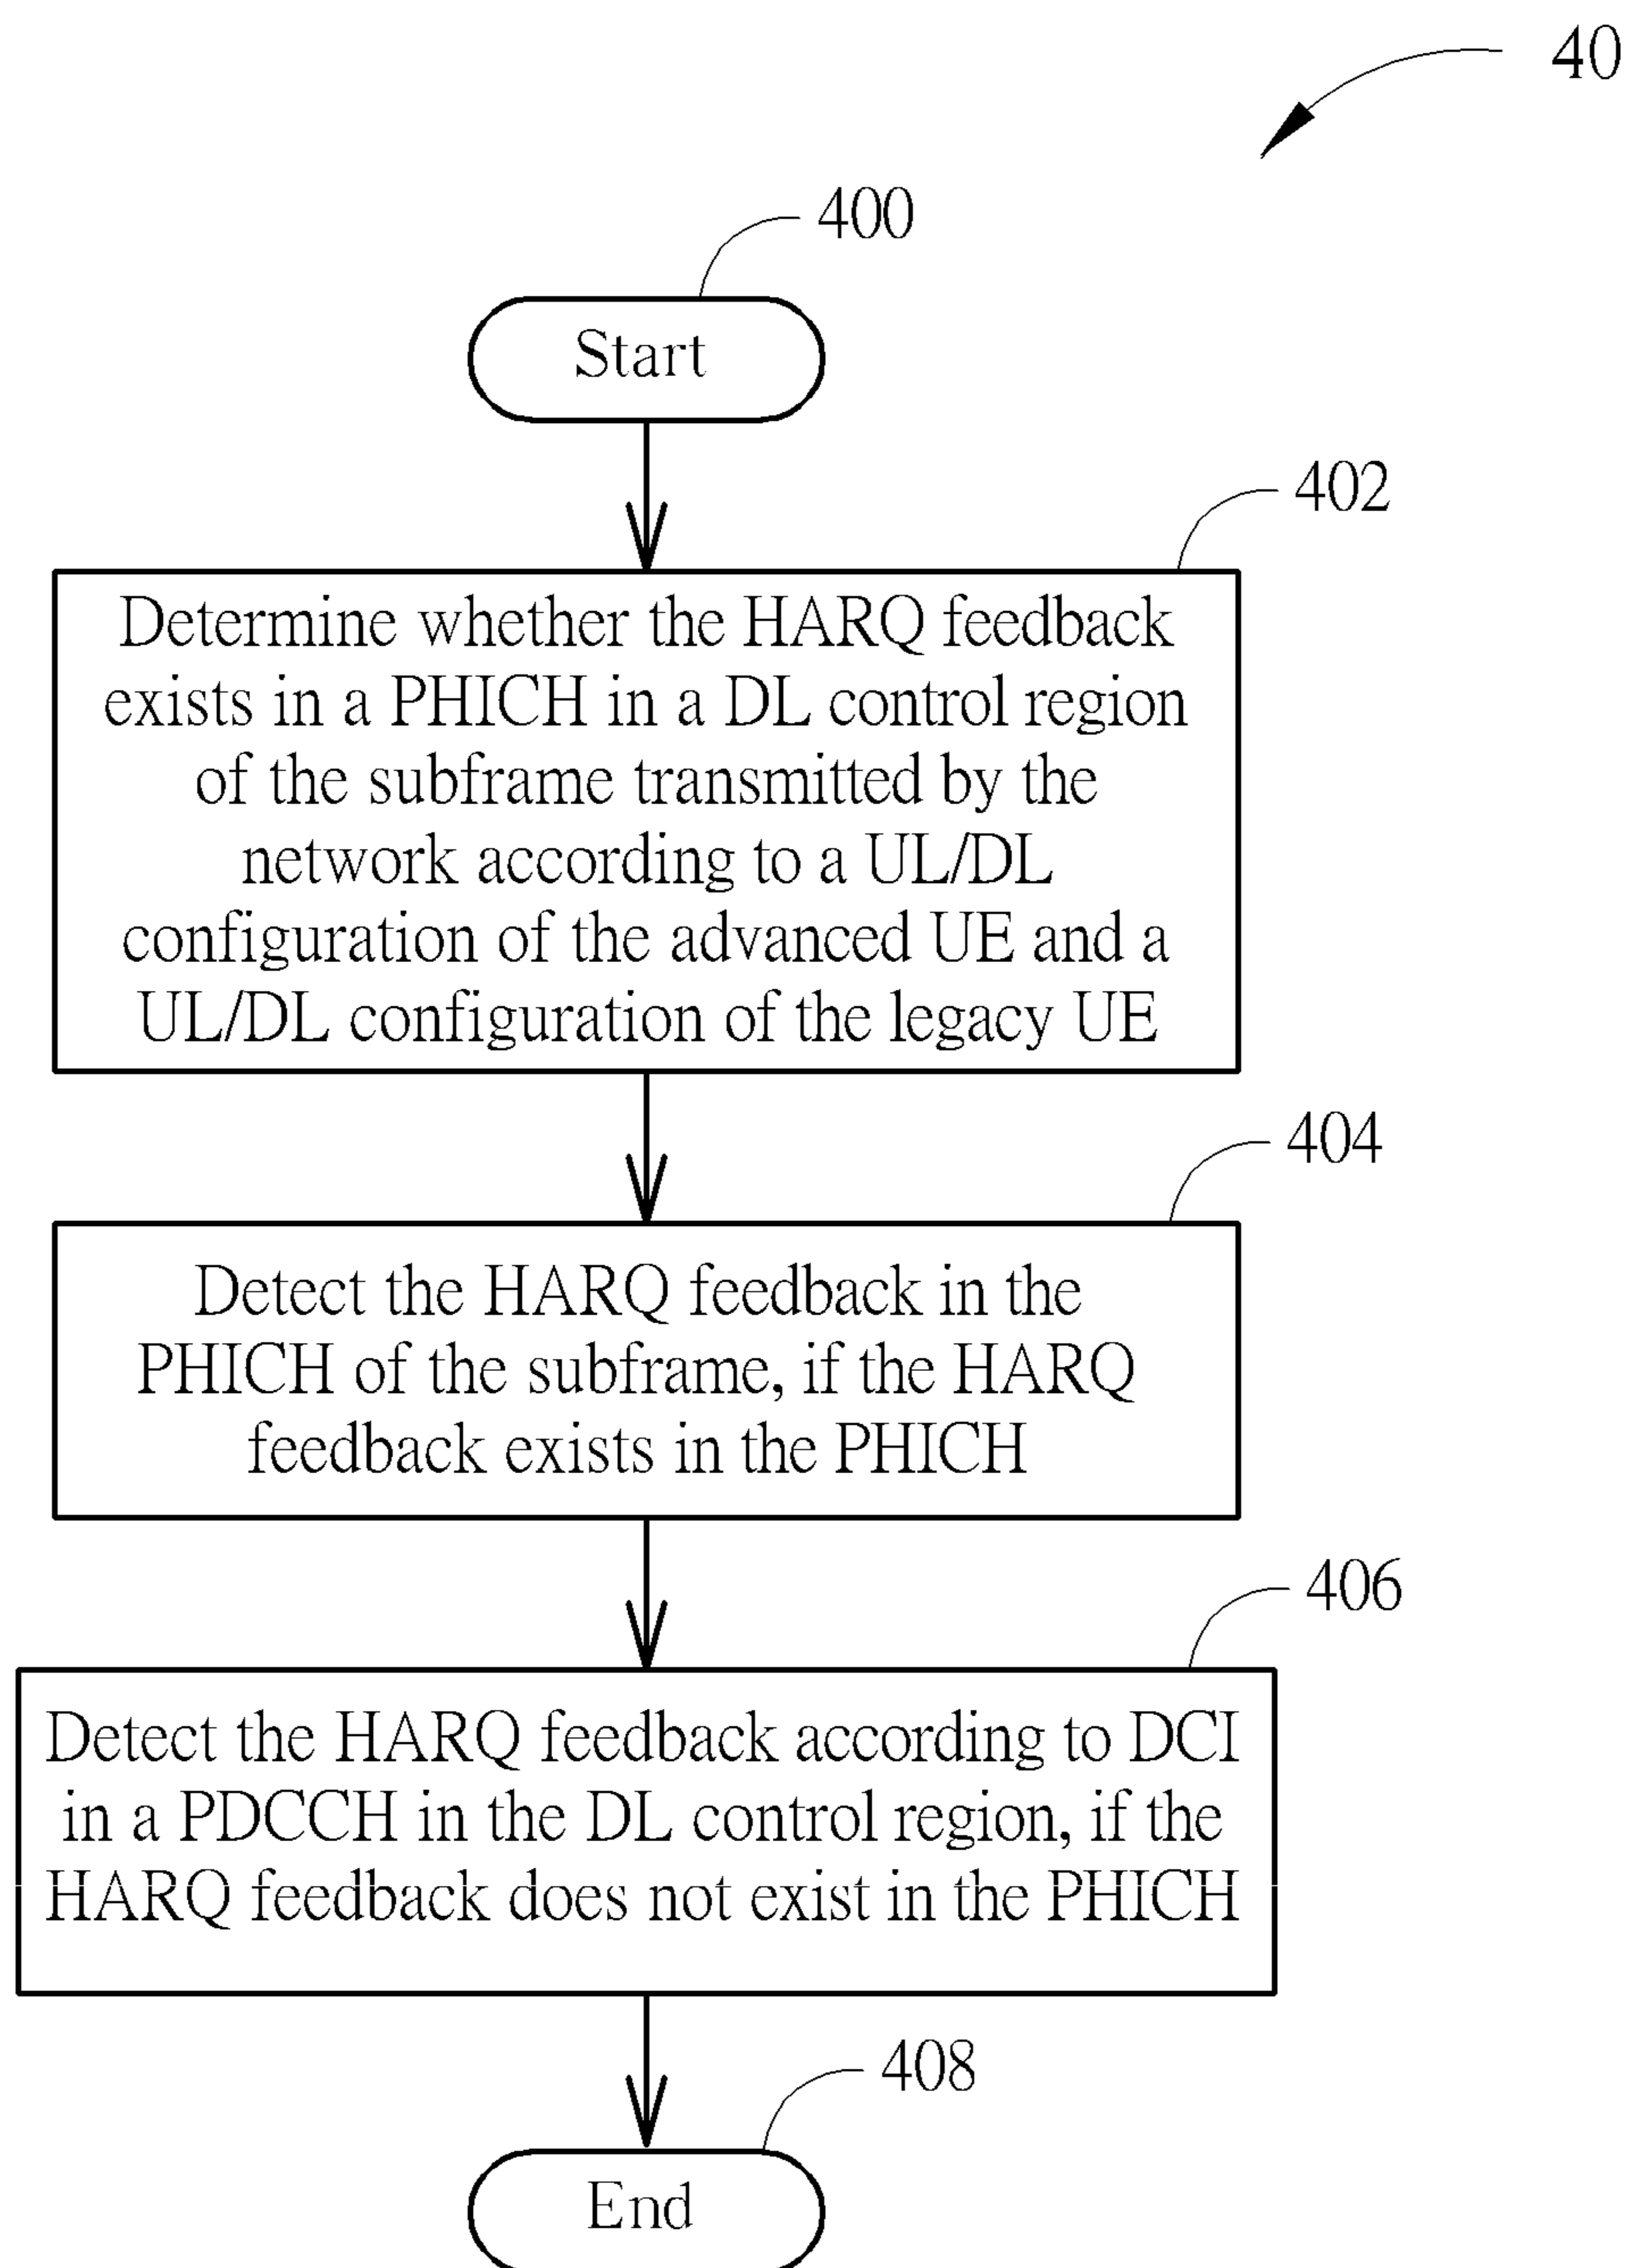 40
400
Start
402
Determine whether the HARQ feedback
exists in a PHICH in a DL control region
of the subframe transmitted by the
network according to a UL/DL
configuration of the advanced UE and a
UL/DL configuration of the legacy UE
404
Detect the HARQ feedback in the
PHICH of the subframe, if the HARQ
feedback exists in the PHICH
406
Detect the HARQ feedback according to DCI
in a PDCCH in the DL control region, if the
HARQ feedback does not exist in the PHICH
408
End